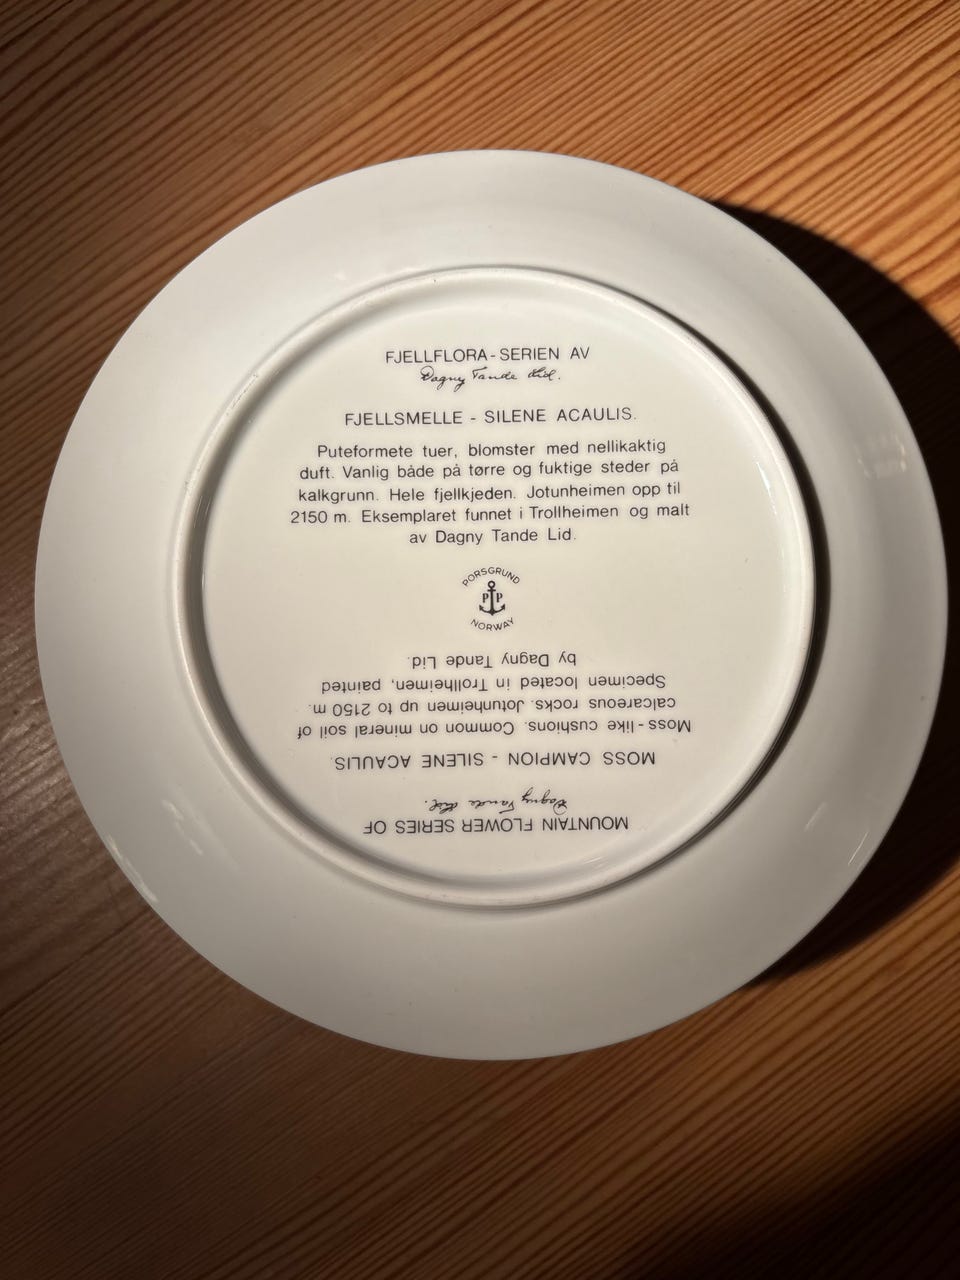 FJELLFLORA - SERIEN AV
Dagny Tande Lid.
FJELLSMELLE - SILENE ACAULIS.
Puteformete tuer, blomster med nellikaktig
duft. Vanlig både på tørre og fuktige steder på
kalkgrunn. Hele fjellkjeden. Jotunheimen opp til
2150 m. Eksemplaret funnet i Trollheimen og malt
av Dagny Tande Lid.
PORSGRUND
PP
NORWAY
MOUNTAIN FLOWER SERIES OF
Dagny Tande Lid.
MOSS CAMPION - SILENE ACAULIS.
Moss - like cushions. Common on mineral soil of
calcareous rocks. Jotunheimen up to 2150 m.
Specimen located in Trollheimen, painted
by Dagny Tande Lid.